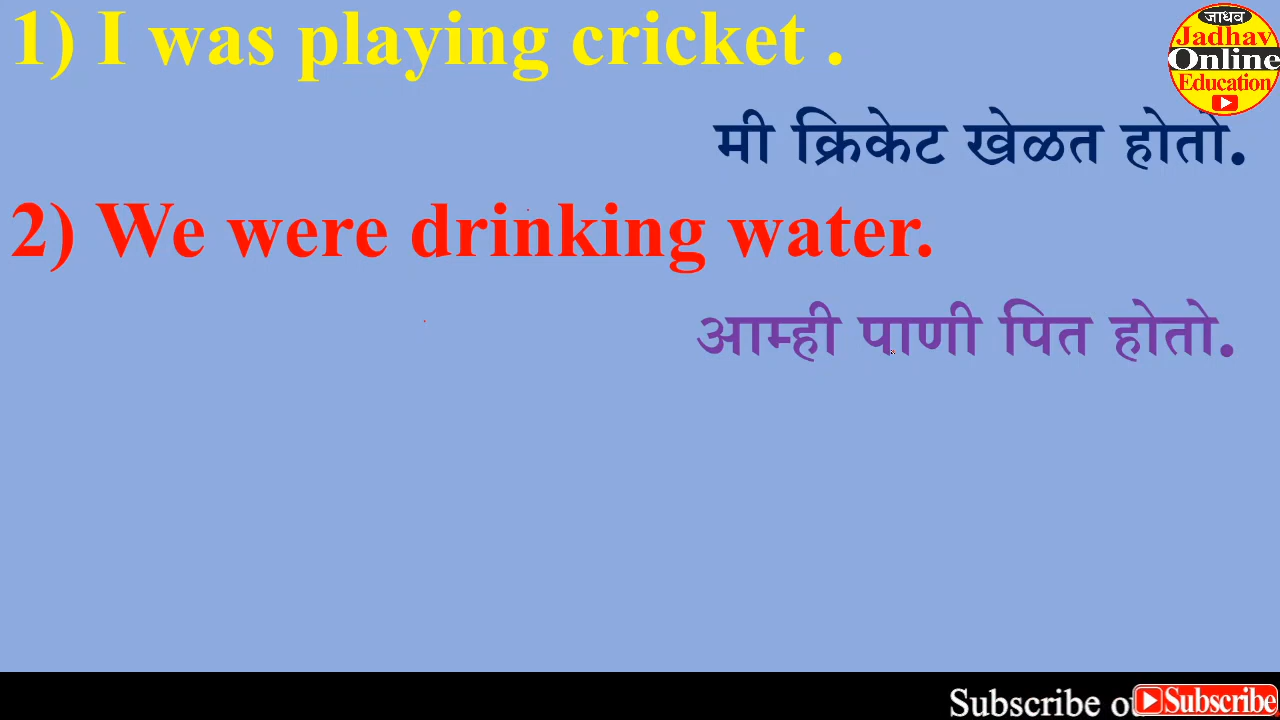 1) I was playing cricket .
मी क्रिकेट खेळत होतो.
2) We were drinking water.
आम्ही पाणी पित होतो.
जाधव
Jadhav
Online
Education
Subscribe
Subscribe